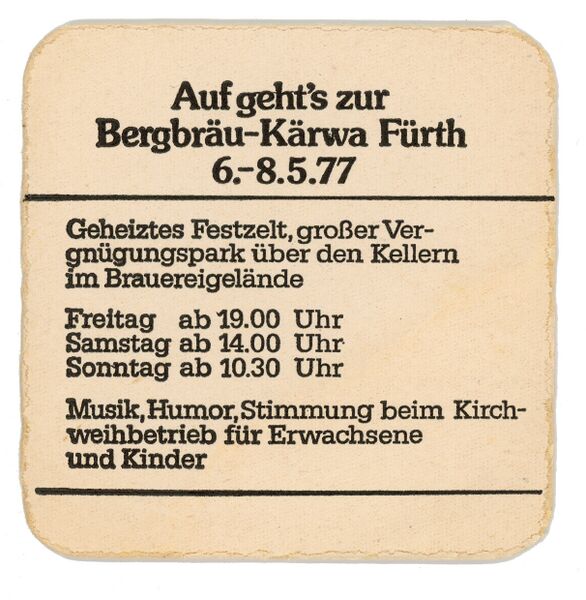 Auf geht's zur
Bergbräu-Kärwa Fürth
6.-8.5.77
Geheiztes Festzelt, großer Ver-
gnügungspark über den Kellern
im Brauereigelände
Freitag ab 19.00 Uhr
Samstag ab 14.00 Uhr
Sonntag ab 10.30 Uhr
Musik, Humor, Stimmung beim Kirch-
weihbetrieb für Erwachsene
und Kinder